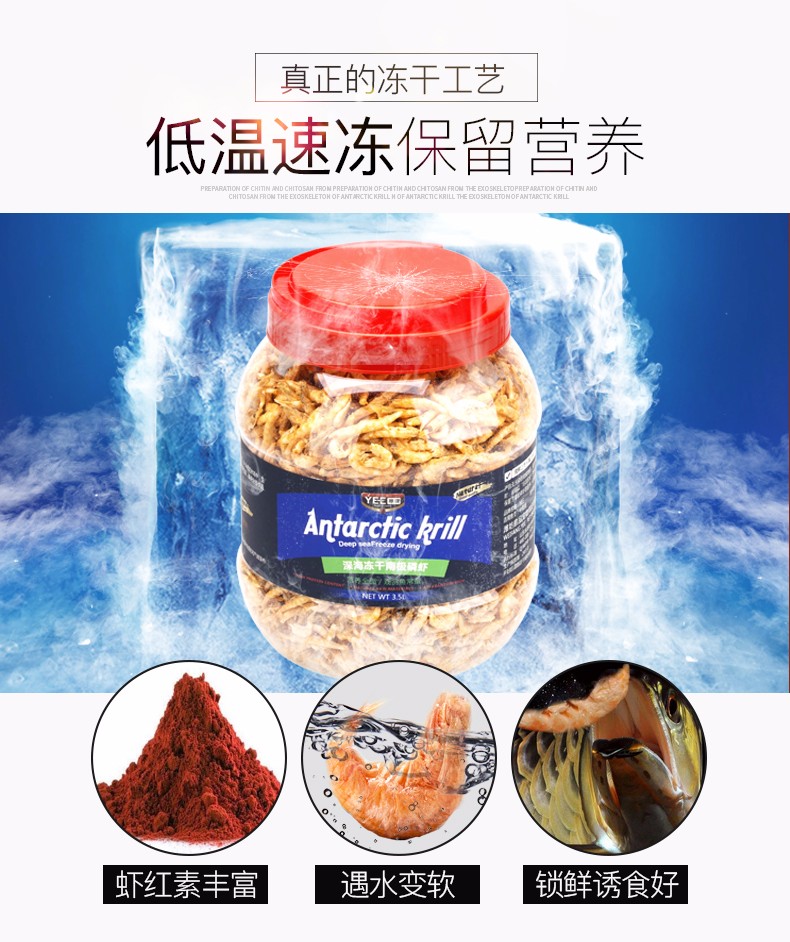 真正的冻干工艺
低温速冻保留营养
PREPARATION OF CHITIN AND CHITOSAN FROM PREPARATION OF CHITIN AND CHITOSAN FROM THE EXOSKELETOPREPARATION OF CHITIN AND
CHITOSAN FROM THE EXOSKELETON OF ANTARCTIC KRILL N OF ANTARCTIC KRILL THE EXOSKELETON OF ANTARCTIC KRILL
YEE
Natural
Antarctic krill
Deep seaFreeze drying
深海冻干南极磷虾
NET WT 3.5L
虾红素丰富
遇水变软
锁鲜诱食好